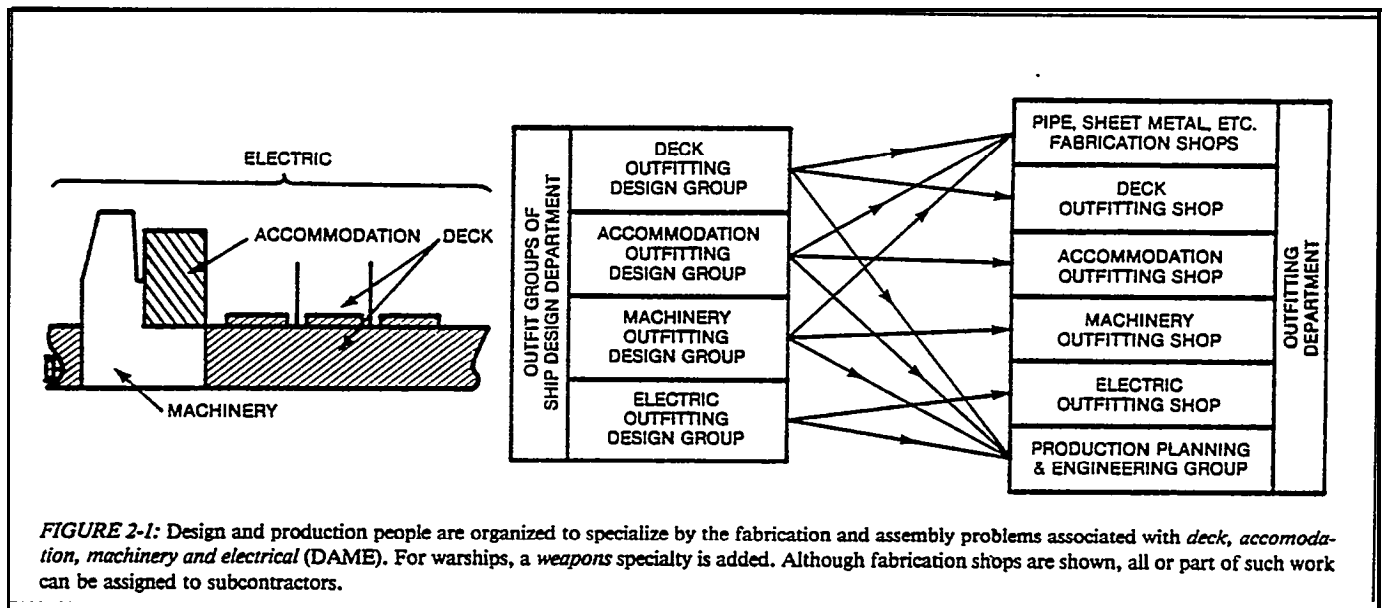 ELECTRIC
ACCOMMODATION
DECK
MACHINERY
OUTFIT GROUPS OF
SHIP DESIGN DEPARTMENT
DECK
OUTFITTING
DESIGN GROUP
ACCOMMODATION
OUTFITTING
DESIGN GROUP
MACHINERY
OUTFITTING
DESIGN GROUP
ELECTRIC
OUTFITTING
DESIGN GROUP
PIPE, SHEET METAL, ETC.
FABRICATION SHOPS
DECK
OUTFITTING SHOP
ACCOMMODATION
OUTFITTING SHOP
MACHINERY
OUTFITTING SHOP
ELECTRIC
OUTFITTING SHOP
PRODUCTION PLANNING
& ENGINEERING GROUP
OUTFITTING
DEPARTMENT
FIGURE 2-1: Design and production people are organized to specialize by the fabrication and assembly problems associated with deck, accomoda-
tion, machinery and electrical (DAME). For warships, a weapons specialty is added. Although fabrication shops are shown, all or part of such work
can be assigned to subcontractors.